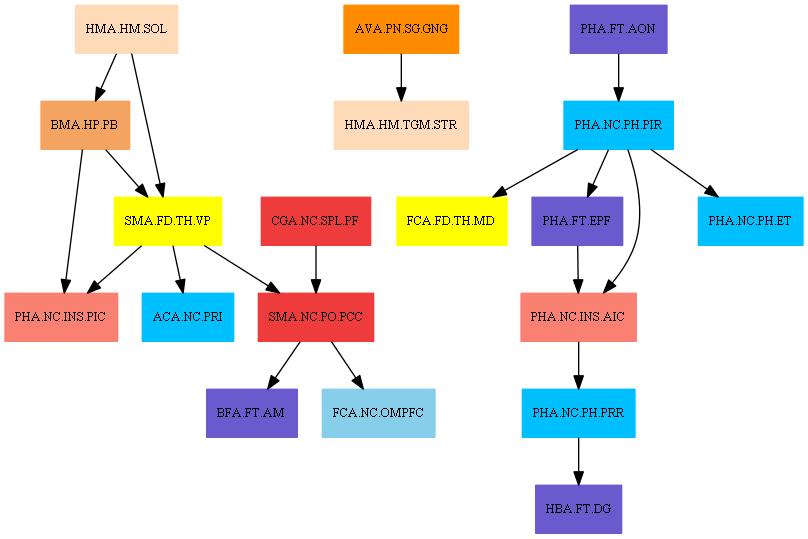 HMA.HM.SOL
AVA.PN.SG.GNG
PHA.FT.AON
BMA.HP.PB
HMA.HM.TGM.STR
PHA.NC.PH.PIR
SMA.FD.TH.VP
CGA.NC.SPL.PF
FCA.FD.TH.MD
PHA.FT.EPF
PHA.NC.PH.ET
PHA.NC.INS.PIC
ACA.NC.PRI
SMA.NC.PO.PCC
PHA.NC.INS.AIC
BFA.FT.AM
FCA.NC.OMPFC
PHA.NC.PH.PRR
HBA.FT.DG